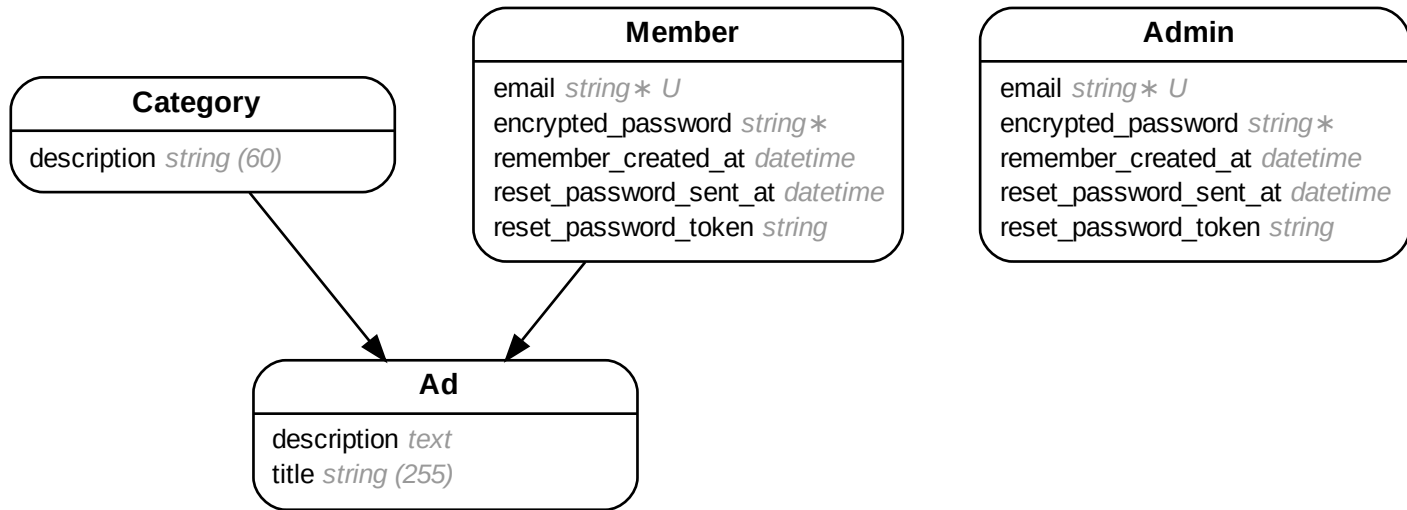 Category
description string (60)
Member
email string∗ U
encrypted_password string∗
remember_created_at datetime
reset_password_sent_at datetime
reset_password_token string
Admin
email string∗ U
encrypted_password string∗
remember_created_at datetime
reset_password_sent_at datetime
reset_password_token string
Ad
description text
title string (255)